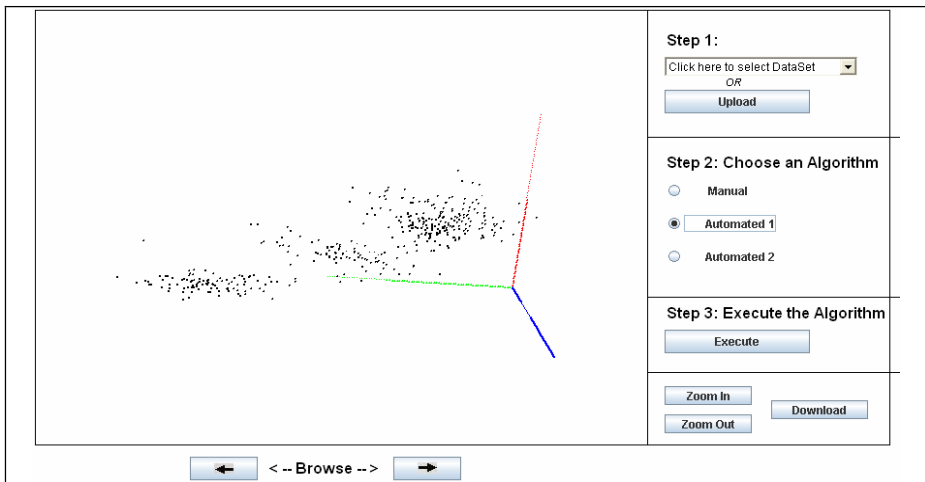 Step 1:
Click here to select DataSet
OR
Upload
Step 2: Choose an Algorithm
Manual
Automated 1
Automated 2
Step 3: Execute the Algorithm
Execute
Zoom In
Zoom Out
Download
< -- Browse -- >